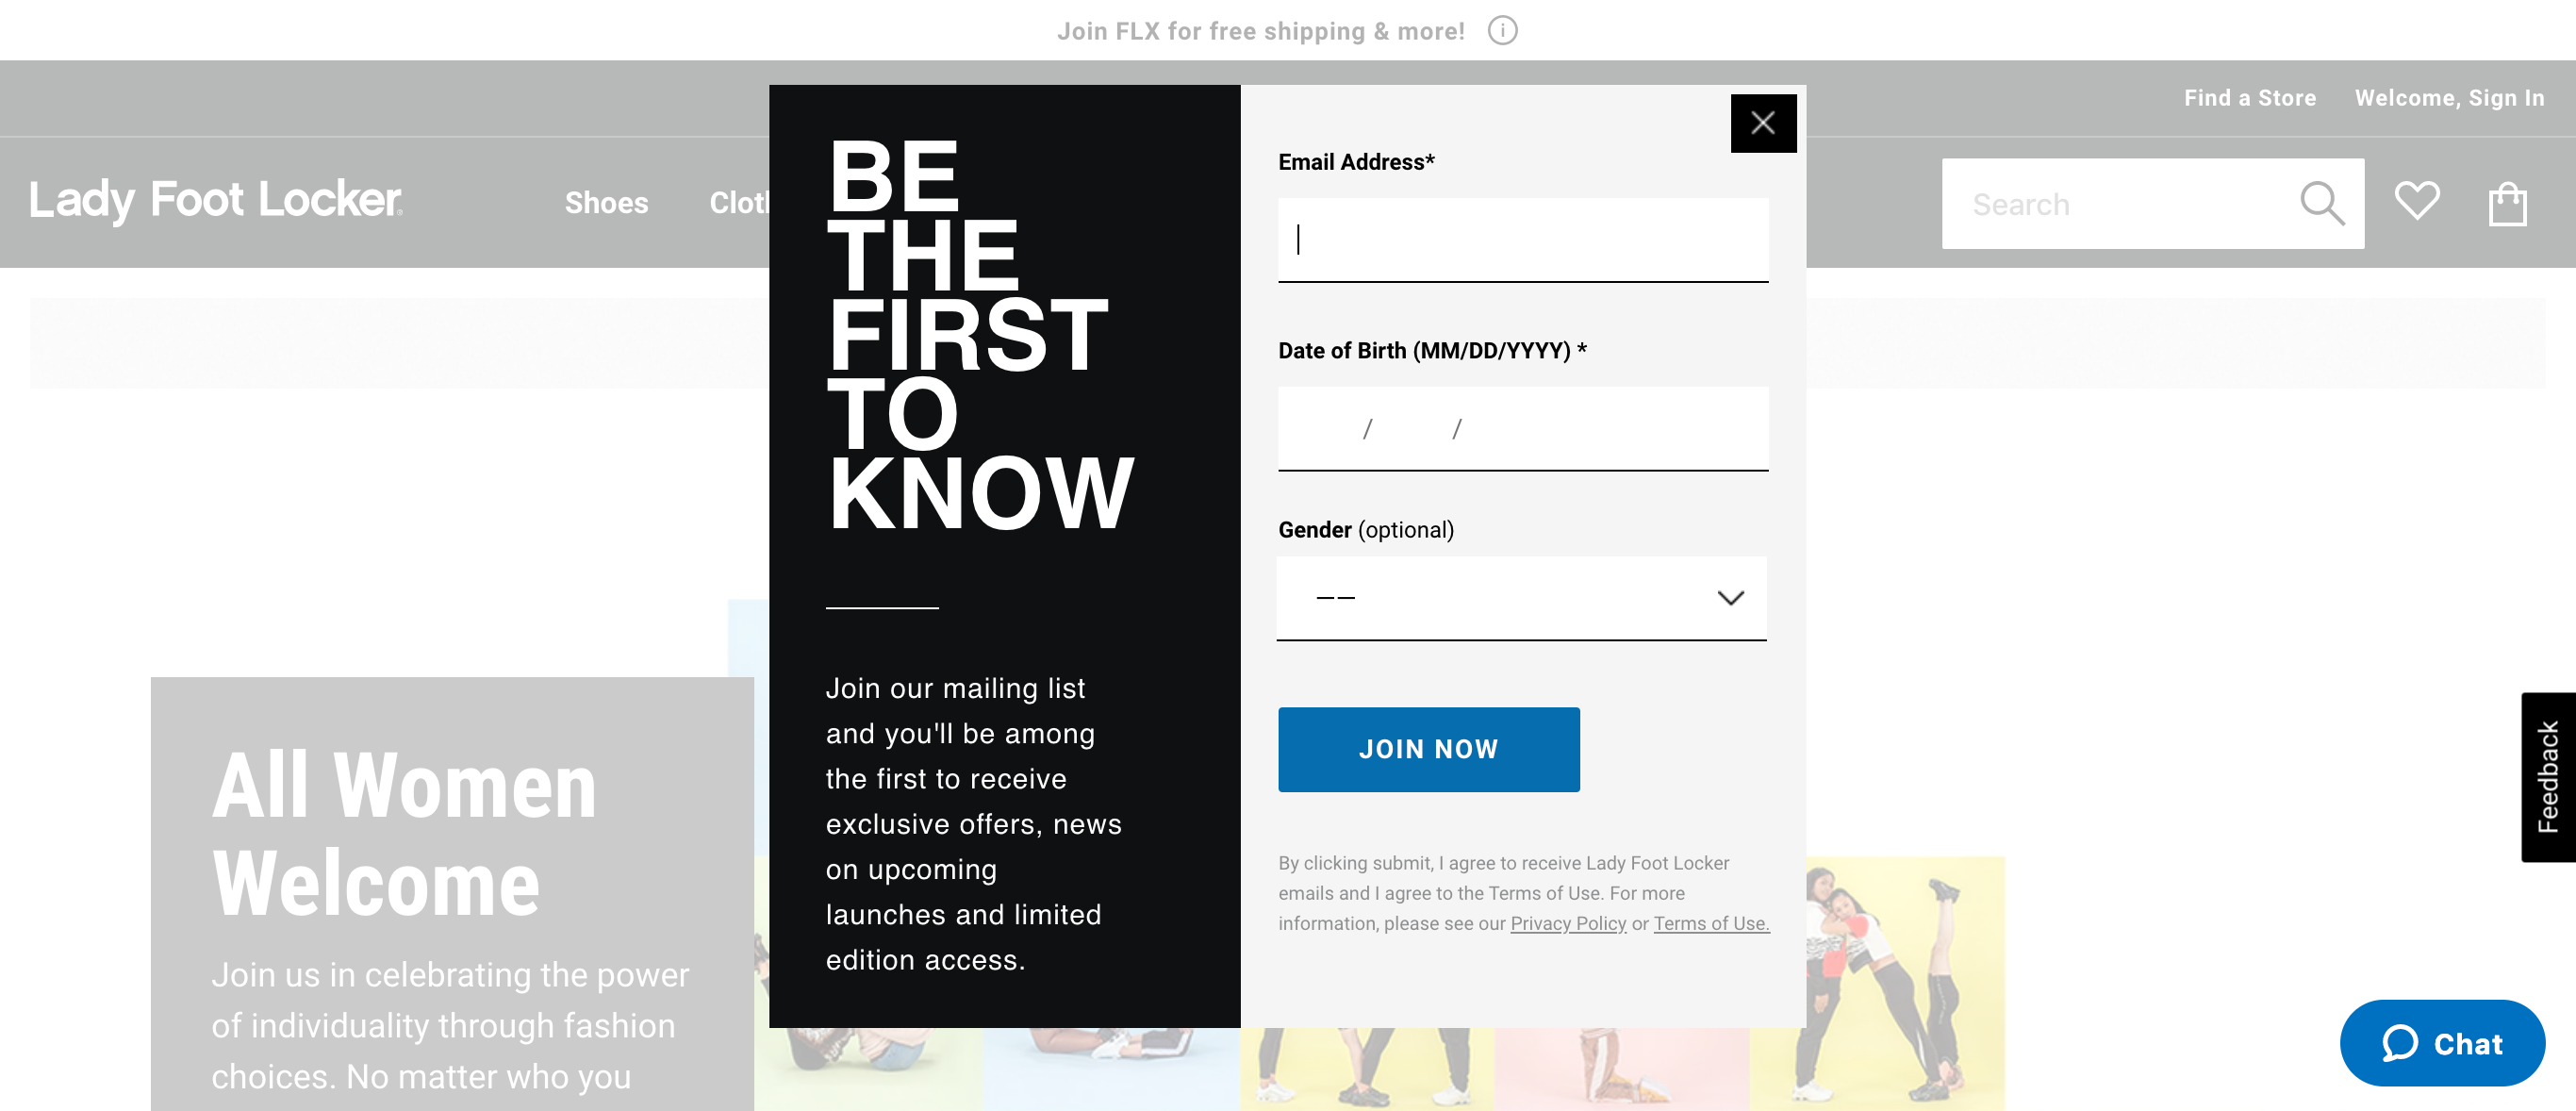 Join FLX for free shipping & more!
Find a Store
Welcome, Sign In
Lady Foot Locker®
Shoes
Search
BE
THE
FIRST
TO
KNOW
Join our mailing list
and you'll be among
the first to receive
exclusive offers, news
on upcoming
launches and limited
edition access.
Email Address*
Date of Birth (MM/DD/YYYY) *
/ /
Gender (optional)
––
JOIN NOW
By clicking submit, I agree to receive Lady Foot Locker
emails and I agree to the Terms of Use. For more
information, please see our Privacy Policy or Terms of Use.
All Women
Welcome
Join us in celebrating the power
of individuality through fashion
choices. No matter who you
Feedback
Chat